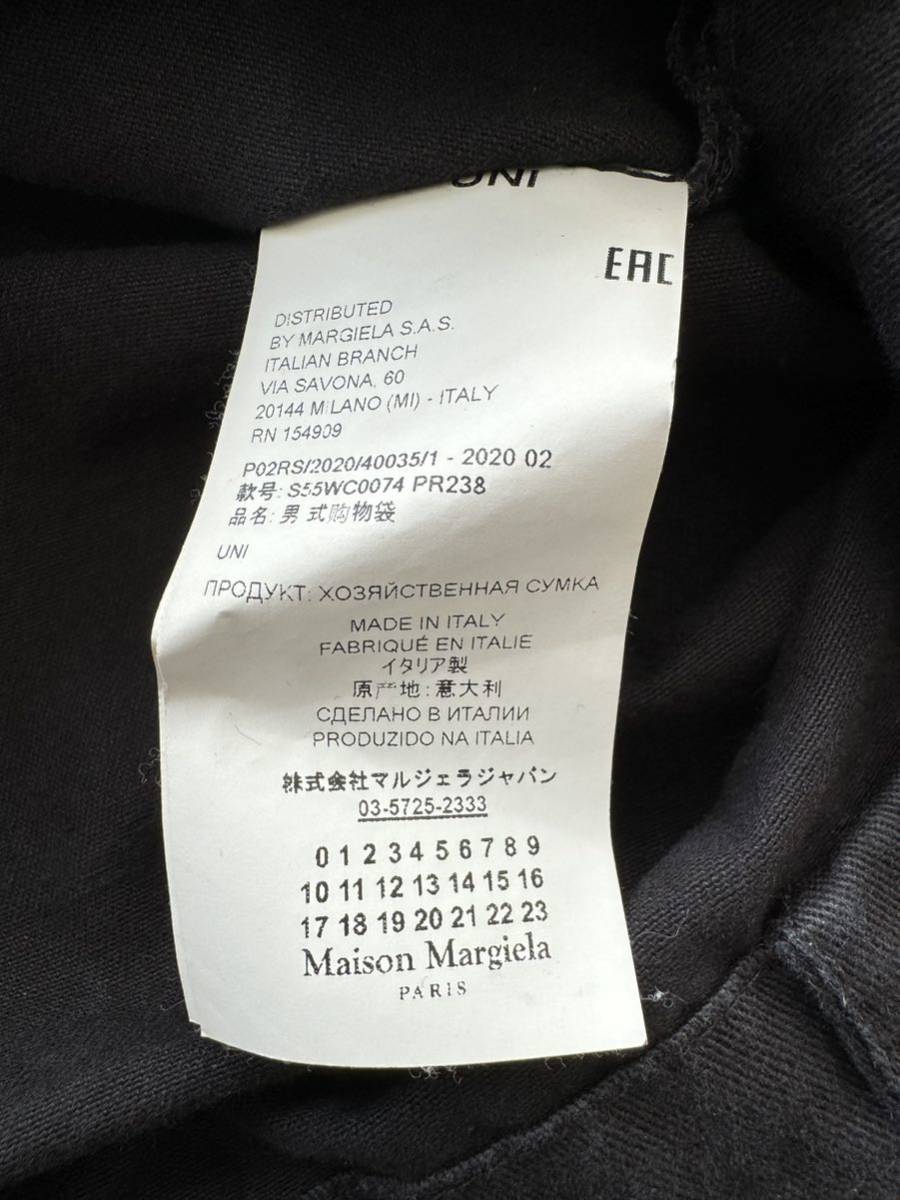 UNI
EAC
DISTRIBUTED
BY MARGIELA S.A.S.
ITALIAN BRANCH
VIA SAVONA, 60
20144 MILANO (MI) - ITALY
RN 154909
P02RS/2020/40035/1 - 2020 02
款号: S55WC0074 PR238
品名: 男式购物袋
UNI
ПРОДУКТ: ХОЗЯЙСТВЕННАЯ СУМКА
MADE IN ITALY
FABRIQUÉ EN ITALIE
イタリア製
原产地: 意大利
СДЕЛАНО В ИТАЛИИ
PRODUZIDO NA ITALIA
株式会社マルジェラジャパン
03-5725-2333
0 1 2 3 4 5 6 7 8 9
10 11 12 13 14 15 16
17 18 19 20 21 22 23
Maison Margiela
PARIS